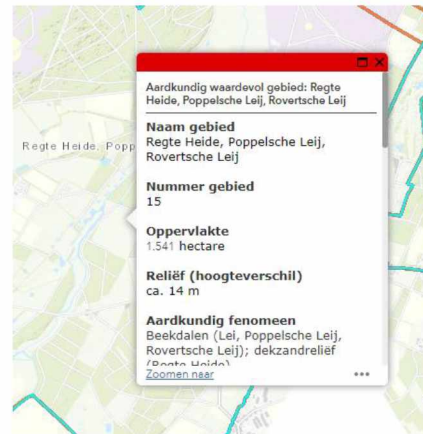 Aardkundig waardevol gebied: Regte
Heide, Poppelsche Leij, Rovertsche Leij
Naam gebied
Regte Heide, Poppelsche Leij,
Rovertsche Leij
Regte Heide, Popp
Nummer gebied
15
Oppervlakte
1.541 hectare
Reliëf (hoogteverschil)
ca. 14 m
Aardkundig fenomeen
Beekdalen (Lei, Poppelsche Leij,
Rovertsche Leij); dekzandreliëf
(Regte Heide)
Zoomen naar